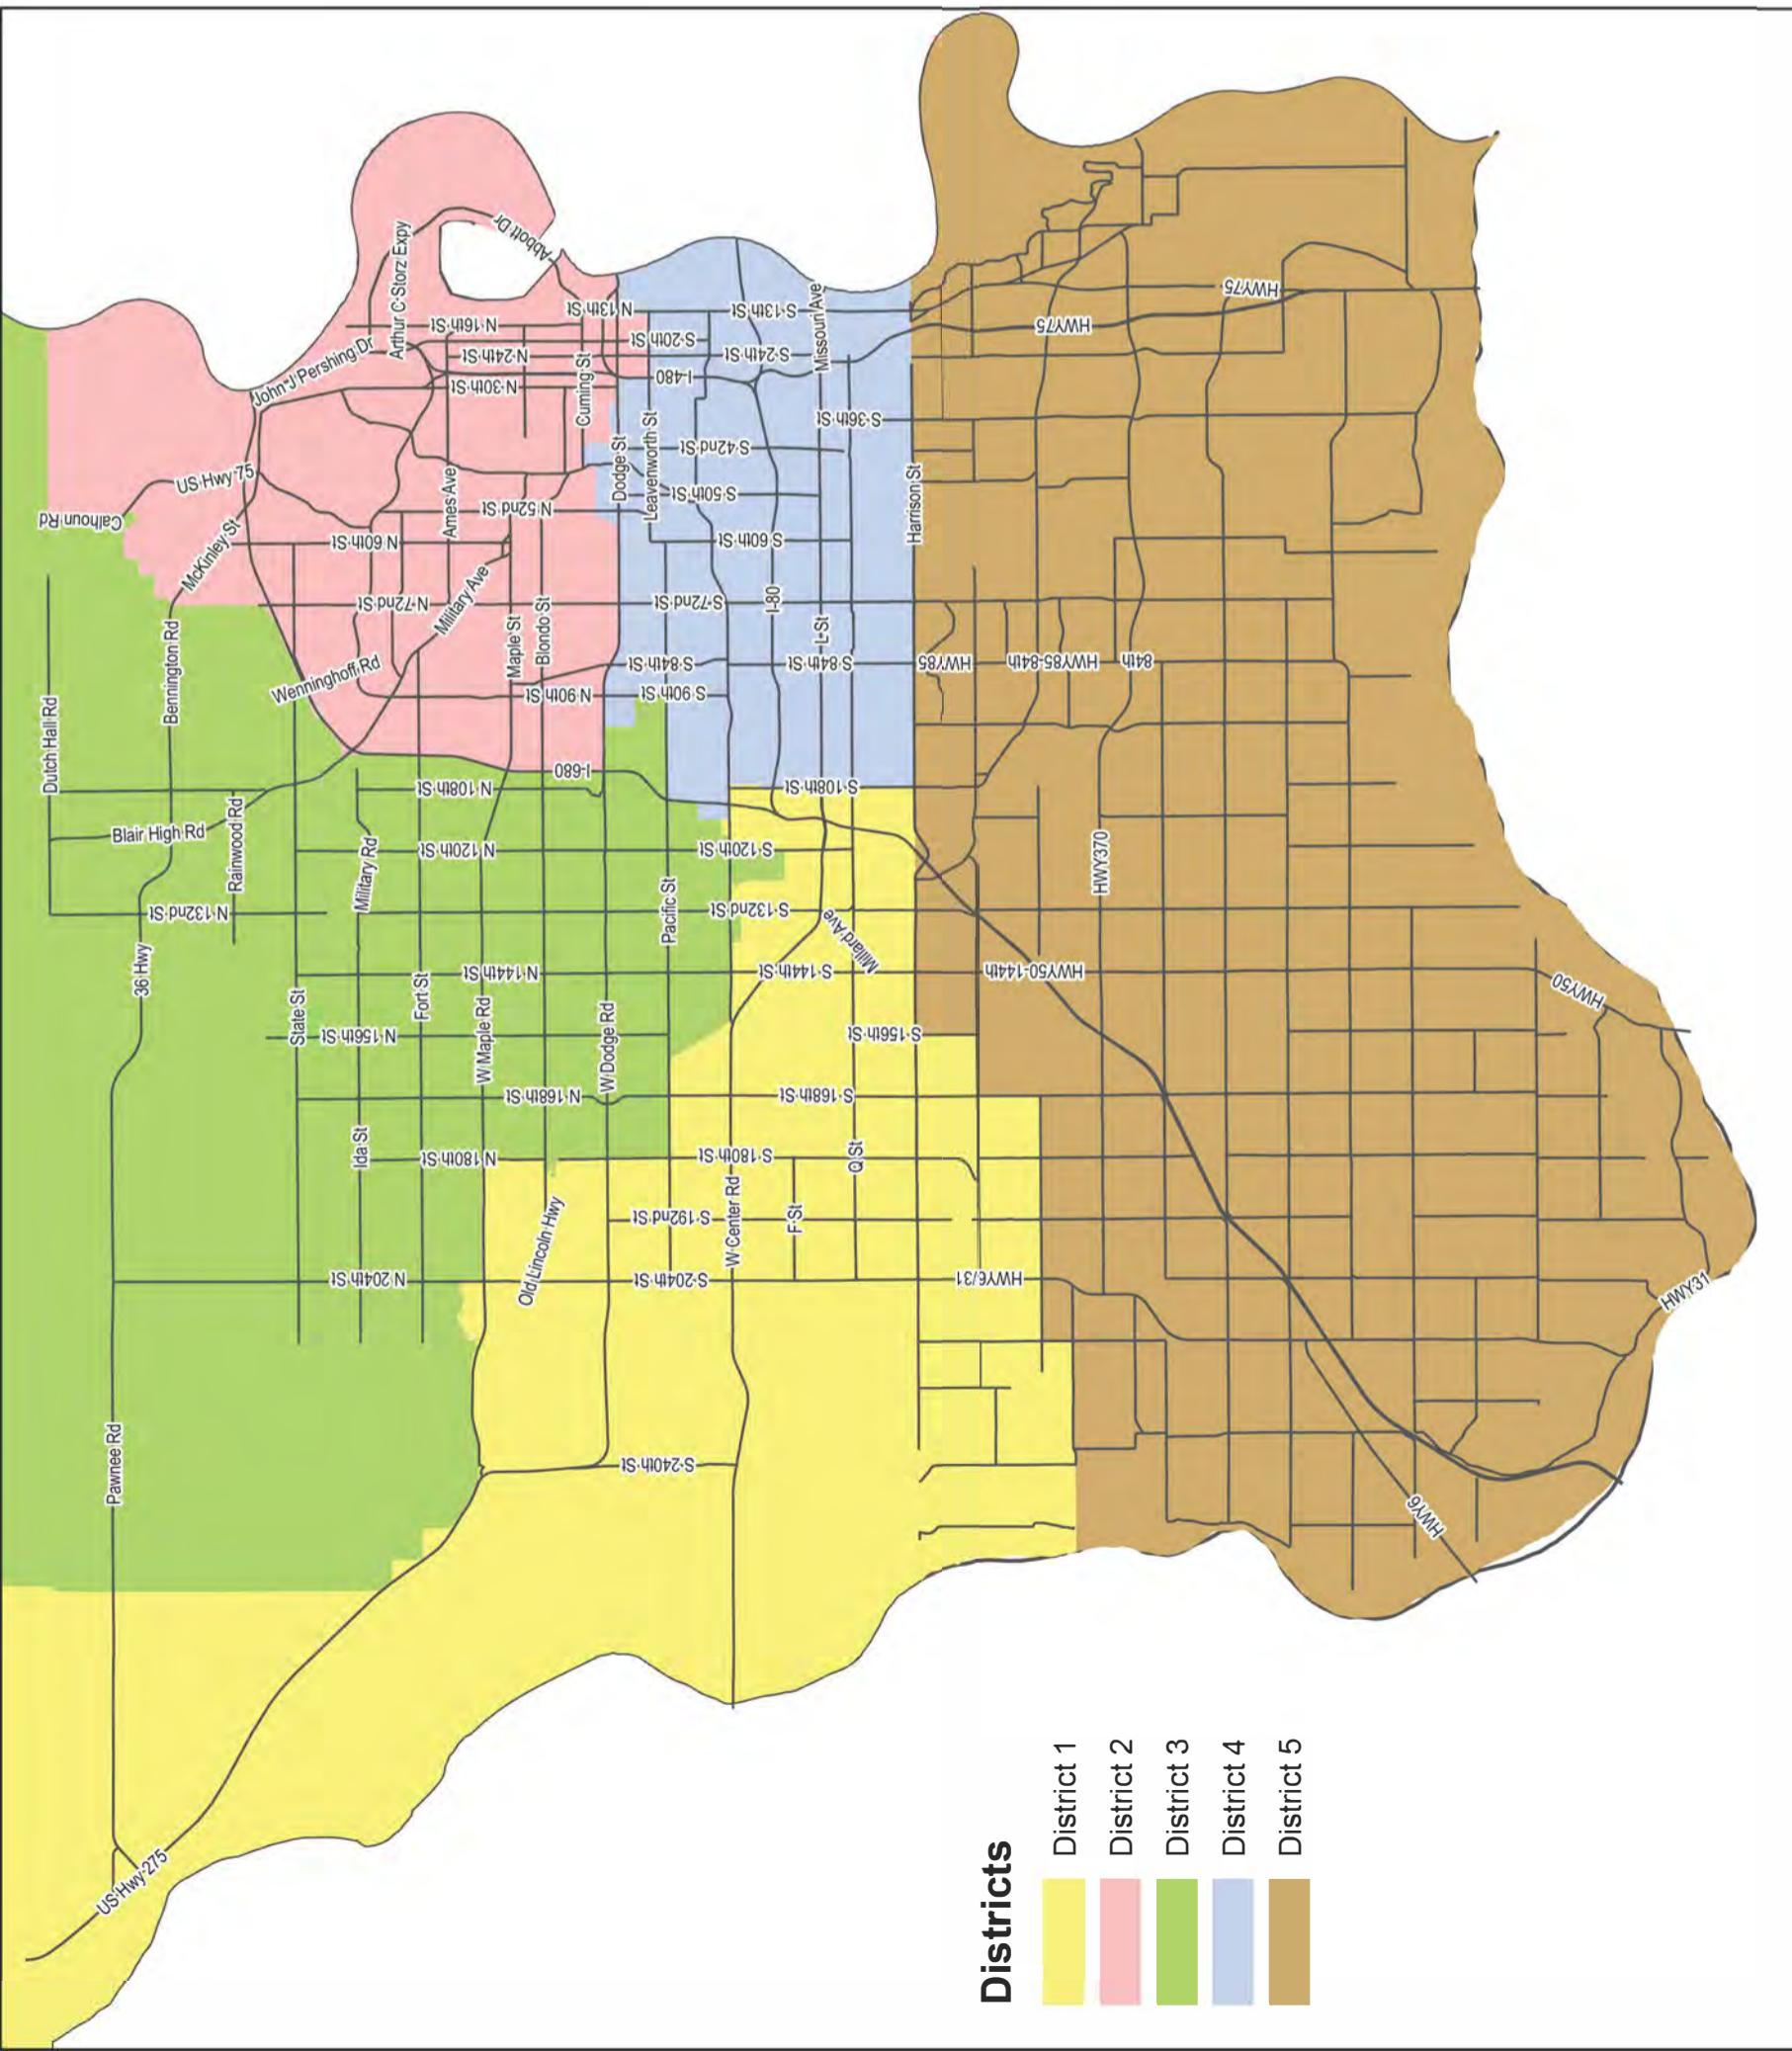 Calhoun Rd
US Hwy 75
McKinley St
John J Pershing Dr
Arthur C Storz Expy
Abbott Dr
N 16th St
N 24th St
N 30th St
N 13th St
Cuming St
S 20th St
S 13th St
S 24th St
Missouri Ave
I-480
S 36th St
Dodge St
Leavenworth St
S 42nd St
S 50th St
S 60th St
Harrison St
HWY75
HWY75
Ames Ave
N 52nd St
N 60th St
N 72nd St
Military Ave
Maple St
Blondo St
S 72nd St
I-80
L St
Dutch Hall Rd
Bennington Rd
Wenninghoff Rd
N 90th St
S 84th St
S 90th St
S 84th St
HWY85
HWY85-84th
84th
Blair High Rd
Rainwood Rd
Military Rd
N 108th St
I-680
S 108th St
N 120th St
S 120th St
HWY370
N 132nd St
Pacific St
S 132nd St
Millard Ave
36 Hwy
State St
Fort St
N 144th St
S 144th St
HWY50-144th
HWY50
N 156th St
W Maple Rd
W Dodge Rd
S 156th St
N 168th St
S 168th St
Ida St
N 180th St
S 180th St
Q St
Old Lincoln Hwy
S 192nd St
W Center Rd
F St
N 204th St
S 204th St
HWY6/31
HWY31
Pawnee Rd
S 240th St
HWY6
US Hwy 275
Districts
District 1
District 2
District 3
District 4
District 5